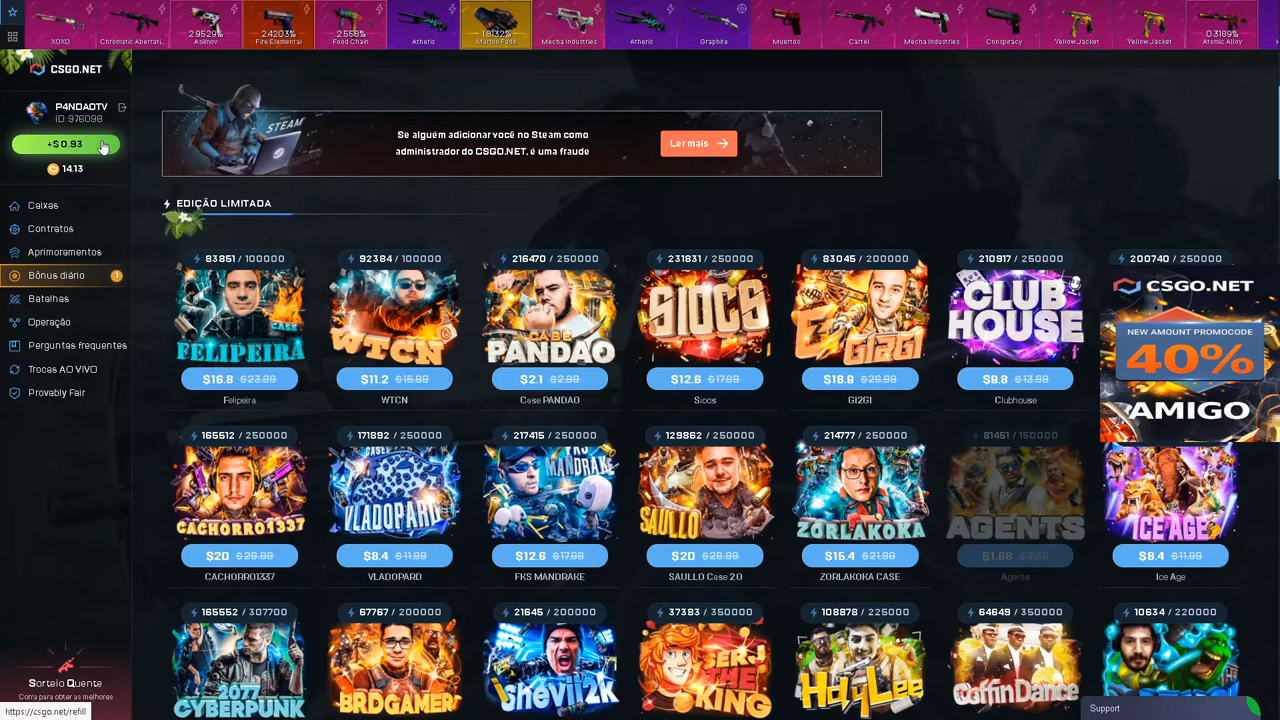 XOXO
Chromatic Aberrati...
2.9529%
Asiimov
2.4203%
Fire Elemental
2.558%
Food Chain
Atheris
1.8132%
Marble Fade
Mecha Industries
Atheris
Graphite
Muertos
Cartel
Mecha Industries
Conspiracy
Yellow Jacket
Yellow Jacket
0.3189%
Atomic Alloy
CSGO.NET
P4NDAOTV
ID: 978098
+$ 0.93
14.13
Caixas
Contratos
Aprimoramentos
Bônus diário 1
Batalhas
Operação
Perguntas frequentes
Trocas AO VIVO
Provably Fair
Sorteio Quente
Corra para obter as melhores
https://csgo.net/refill
STEAM
Se alguém adicionar você no Steam como
administrador do CSGO.NET, é uma fraude
Ler mais
EDIÇÃO LIMITADA
83851 / 100000
92384 / 100000
216470 / 250000
231831 / 250000
83045 / 200000
210917 / 250000
200740 / 250000
CASE
FELIPEIRA
WTCN
CASE
PANDÃO
SIOCS
GI2GI
CLUB
HOUSE
CSGO.NET
NEW AMOUNT PROMOCODE
40%
AMIGO
$16.8 $23.99
$11.2 $15.99
$2.1 $2.99
$12.6 $17.99
$18.9 $26.99
$9.8 $13.99
Felipeira
WTCN
Case PANDAO
Siocs
GI2GI
Clubhouse
165512 / 250000
171892 / 250000
217415 / 250000
129862 / 250000
214777 / 250000
81451 / 150000
CACHORRO1337
VLADOPARD
FKS
MANDRAKE
SAULLO
ZORLAKOKA
AGENTS
ICE AGE
$20 $28.99
$8.4 $11.99
$12.6 $17.99
$20 $28.99
$15.4 $21.99
$1.68
$8.4 $11.99
CACHORRO1337
VLADOPARD
FKS MANDRAKE
SAULLO Case 2.0
ZORLAKOKA CASE
Agents
Ice Age
165552 / 307700
67767 / 200000
21645 / 200000
37383 / 350000
108878 / 225000
64649 / 350000
10634 / 220000
2077
CYBERPUNK
BRDGAMER
ishevii2k
SERJ
THE
KING
HolyLee
Coffin Dance
Support